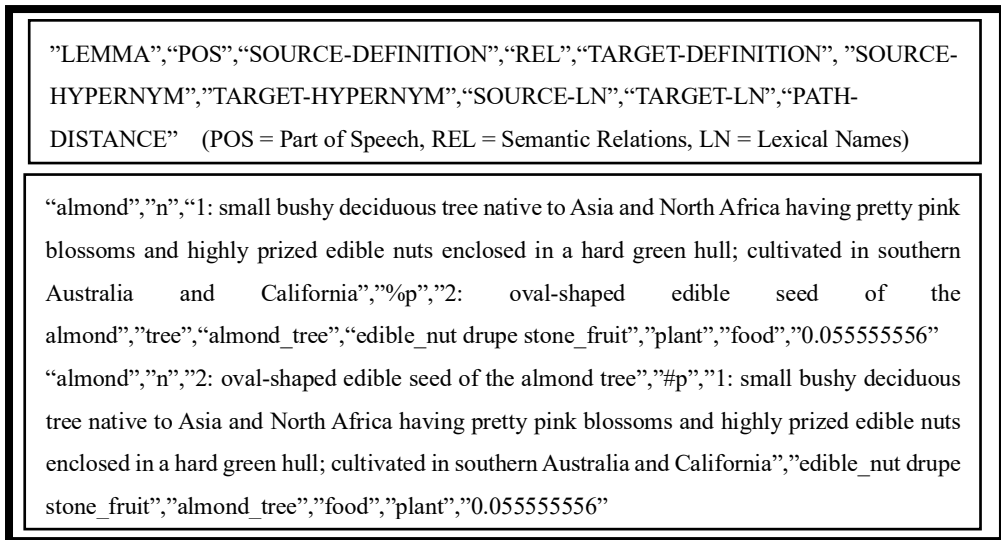 ”LEMMA”,“POS”,“SOURCE-DEFINITION”,“REL”,“TARGET-DEFINITION”, ”SOURCE-
HYPERNYM”,”TARGET-HYPERNYM”,“SOURCE-LN”,“TARGET-LN”,“PATH-
DISTANCE” (POS = Part of Speech, REL = Semantic Relations, LN = Lexical Names)
“almond”,”n”,“1: small bushy deciduous tree native to Asia and North Africa having pretty pink
blossoms and highly prized edible nuts enclosed in a hard green hull; cultivated in southern
Australia and California”,”%p”,”2: oval-shaped edible seed of the
almond”,”tree”,“almond_tree”,“edible_nut drupe stone_fruit”,”plant”,”food”,”0.055555556”
“almond”,”n”,”2: oval-shaped edible seed of the almond tree”,”#p”,”1: small bushy deciduous
tree native to Asia and North Africa having pretty pink blossoms and highly prized edible nuts
enclosed in a hard green hull; cultivated in southern Australia and California”,”edible_nut drupe
stone_fruit”,”almond_tree”,”food”,”plant”,”0.055555556”